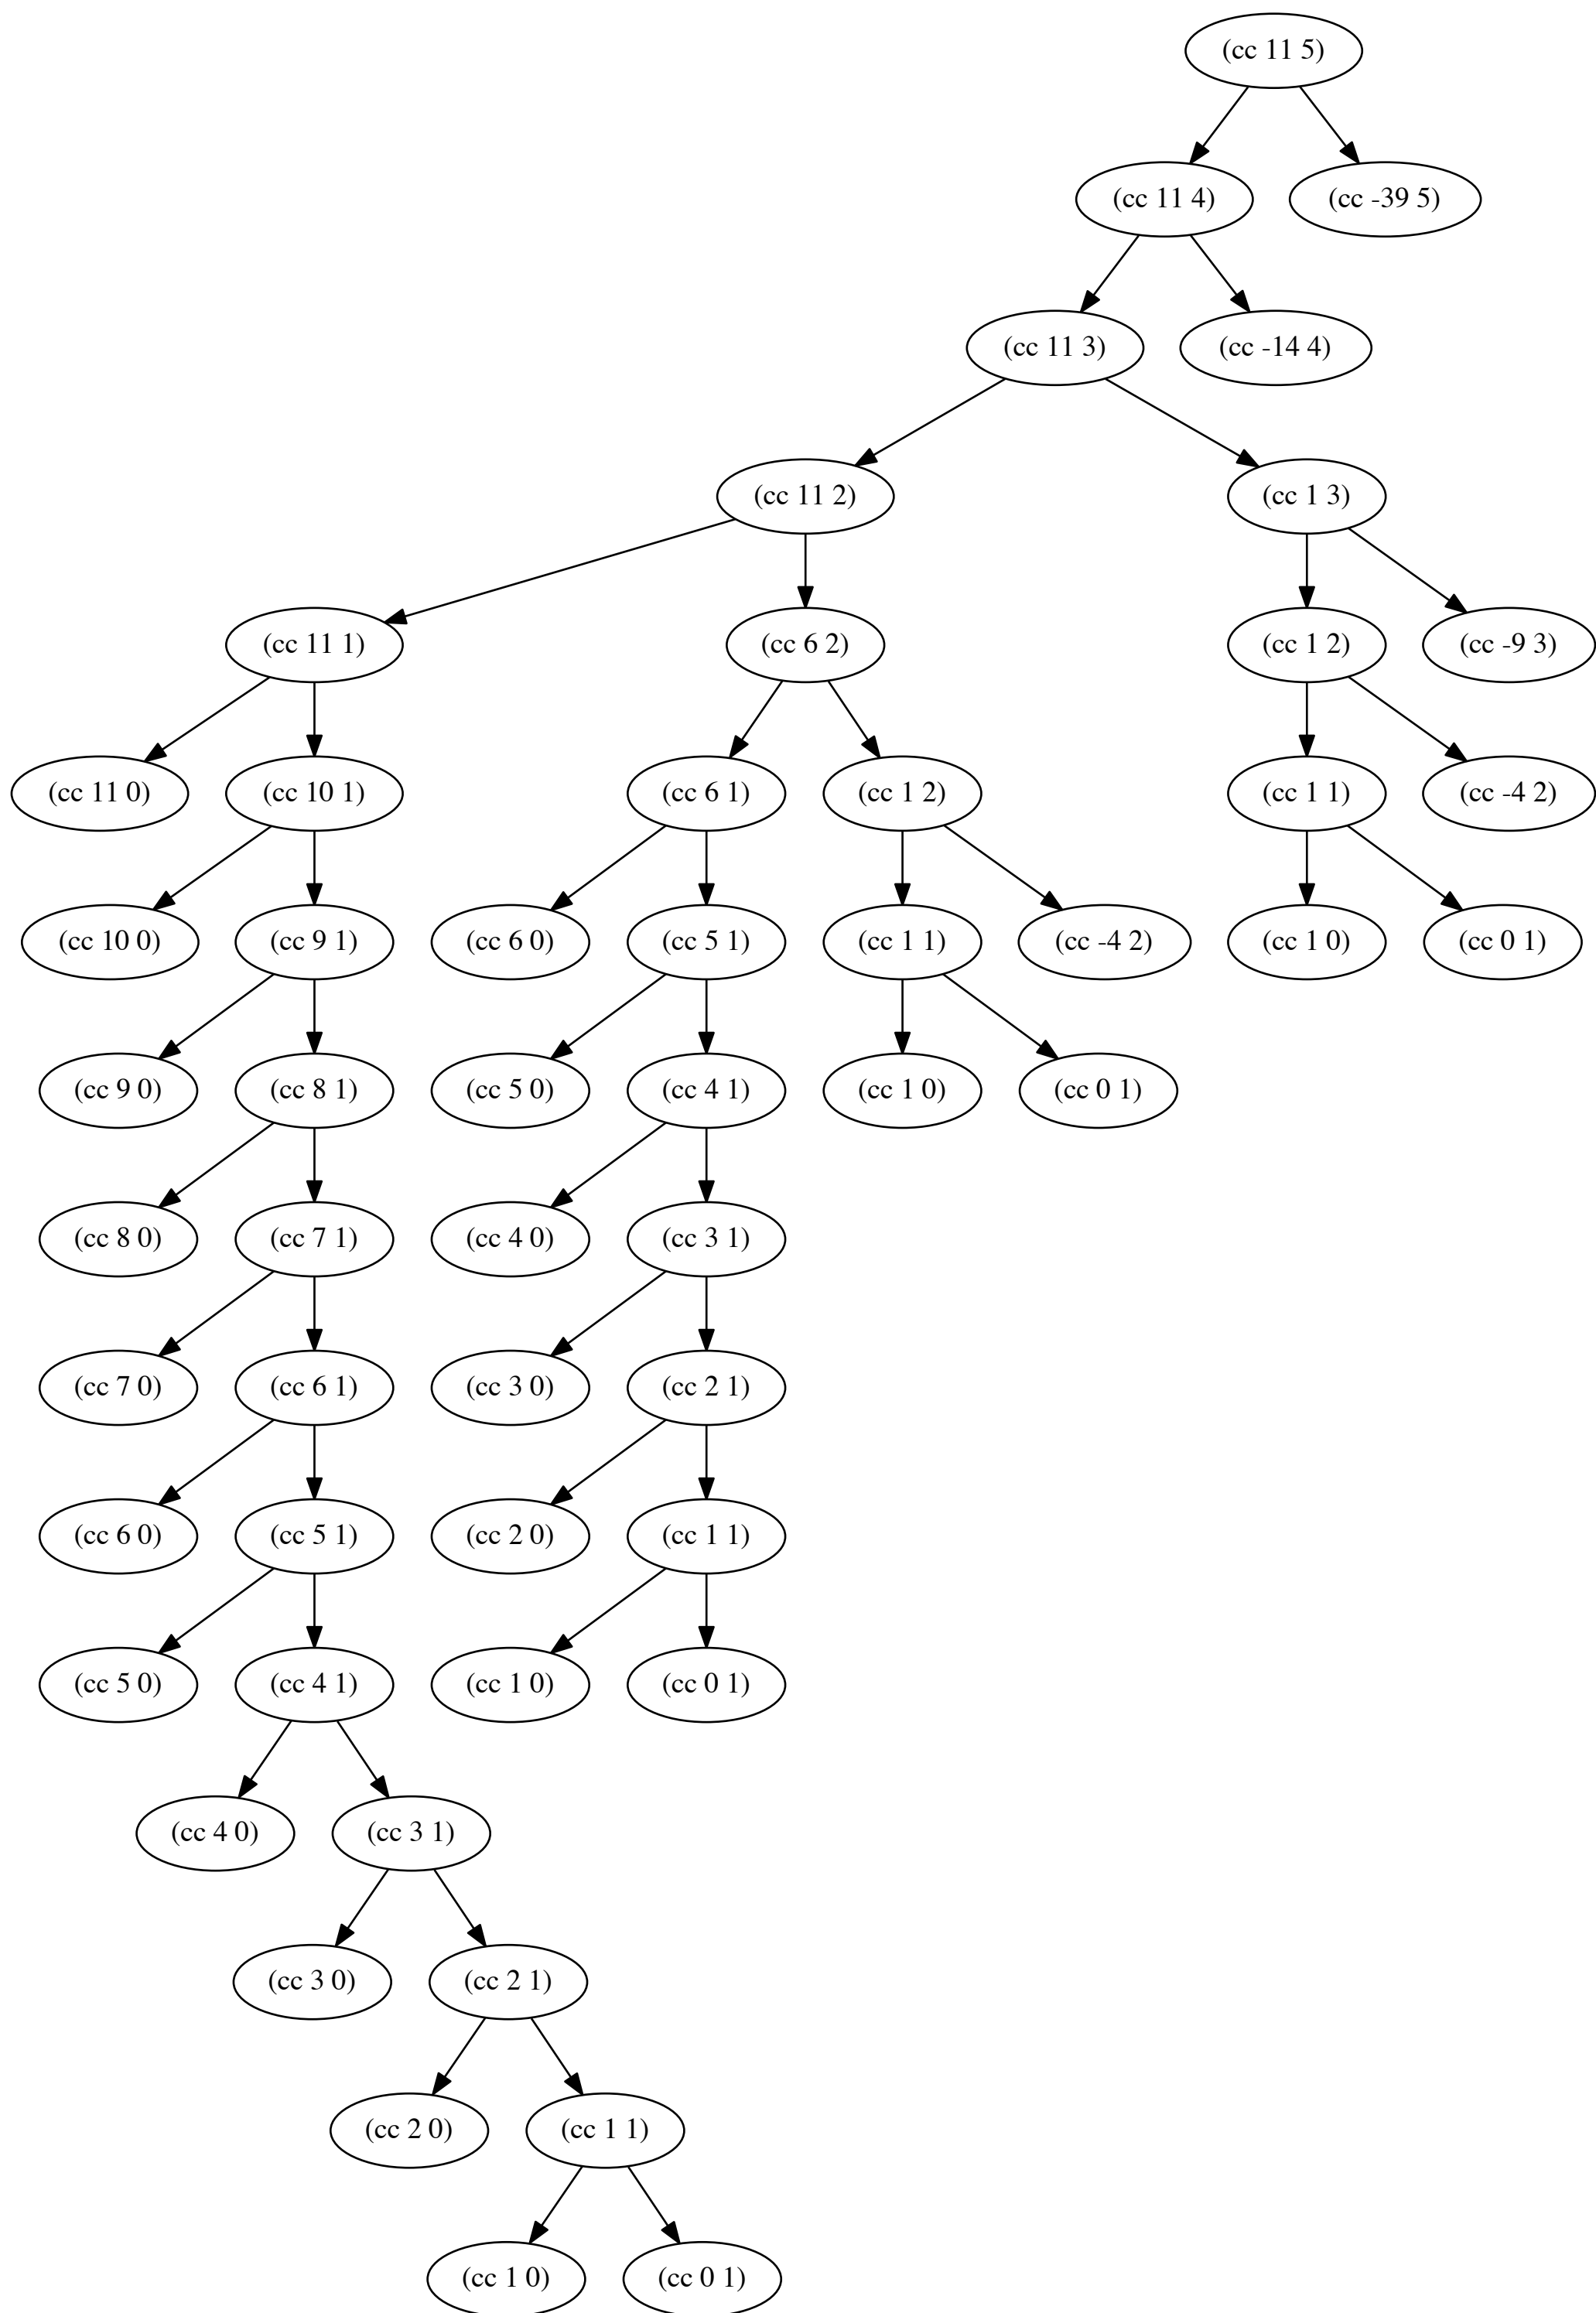 (cc 11 5)
(cc 11 4)
(cc -39 5)
(cc 11 3)
(cc -14 4)
(cc 11 2)
(cc 1 3)
(cc 11 1)
(cc 6 2)
(cc 1 2)
(cc -9 3)
(cc 11 0)
(cc 10 1)
(cc 6 1)
(cc 1 2)
(cc 1 1)
(cc -4 2)
(cc 10 0)
(cc 9 1)
(cc 6 0)
(cc 5 1)
(cc 1 1)
(cc -4 2)
(cc 1 0)
(cc 0 1)
(cc 9 0)
(cc 8 1)
(cc 5 0)
(cc 4 1)
(cc 1 0)
(cc 0 1)
(cc 8 0)
(cc 7 1)
(cc 4 0)
(cc 3 1)
(cc 7 0)
(cc 6 1)
(cc 3 0)
(cc 2 1)
(cc 6 0)
(cc 5 1)
(cc 2 0)
(cc 1 1)
(cc 5 0)
(cc 4 1)
(cc 1 0)
(cc 0 1)
(cc 4 0)
(cc 3 1)
(cc 3 0)
(cc 2 1)
(cc 2 0)
(cc 1 1)
(cc 1 0)
(cc 0 1)